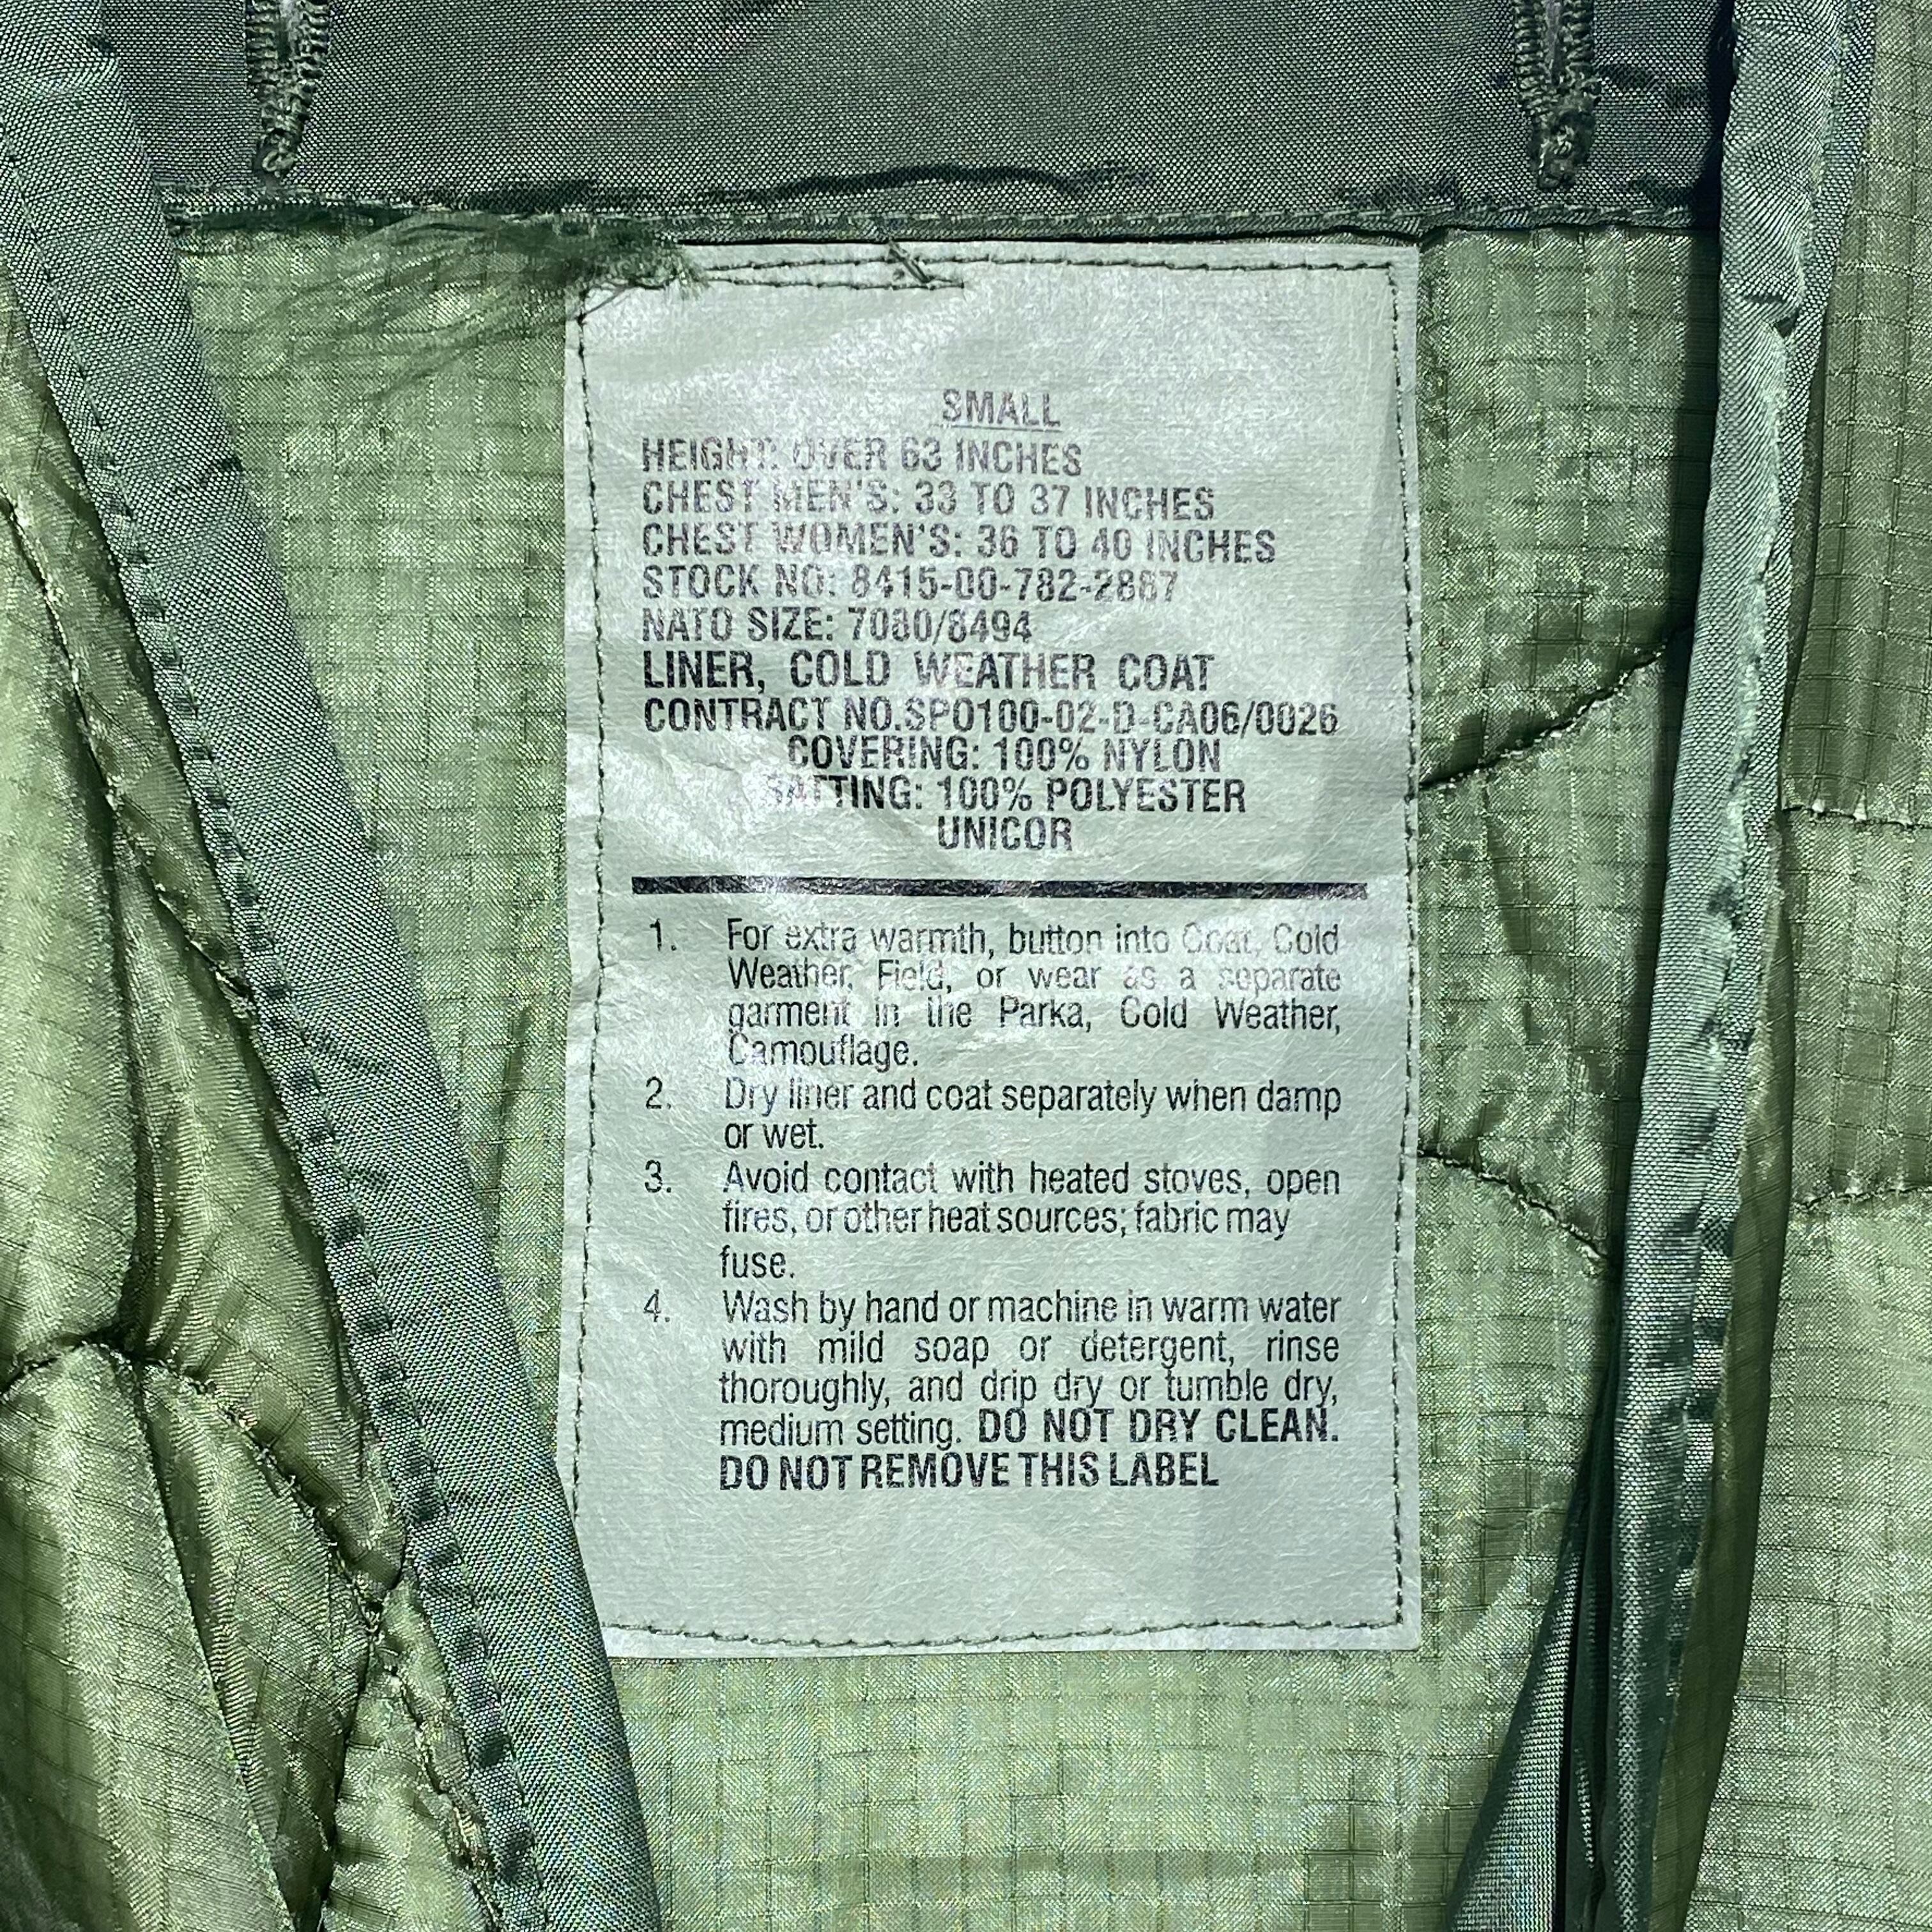 SMALL
HEIGHT: OVER 63 INCHES
CHEST MEN'S: 33 TO 37 INCHES
CHEST WOMEN'S: 36 TO 40 INCHES
STOCK NO: 8415-00-782-2887
NATO SIZE: 7080/8494
LINER, COLD WEATHER COAT
CONTRACT NO.SPO100-02-D-CA06/0026
COVERING: 100% NYLON
BATTING: 100% POLYESTER
UNICOR
1. For extra warmth, button into Coat, Cold
Weather, Field, or wear as a separate
garment in the Parka, Cold Weather,
Camouflage.
2. Dry liner and coat separately when damp
or wet.
3. Avoid contact with heated stoves, open
fires, or other heat sources; fabric may
fuse.
4. Wash by hand or machine in warm water
with mild soap or detergent, rinse
thoroughly, and drip dry or tumble dry,
medium setting. DO NOT DRY CLEAN.
DO NOT REMOVE THIS LABEL